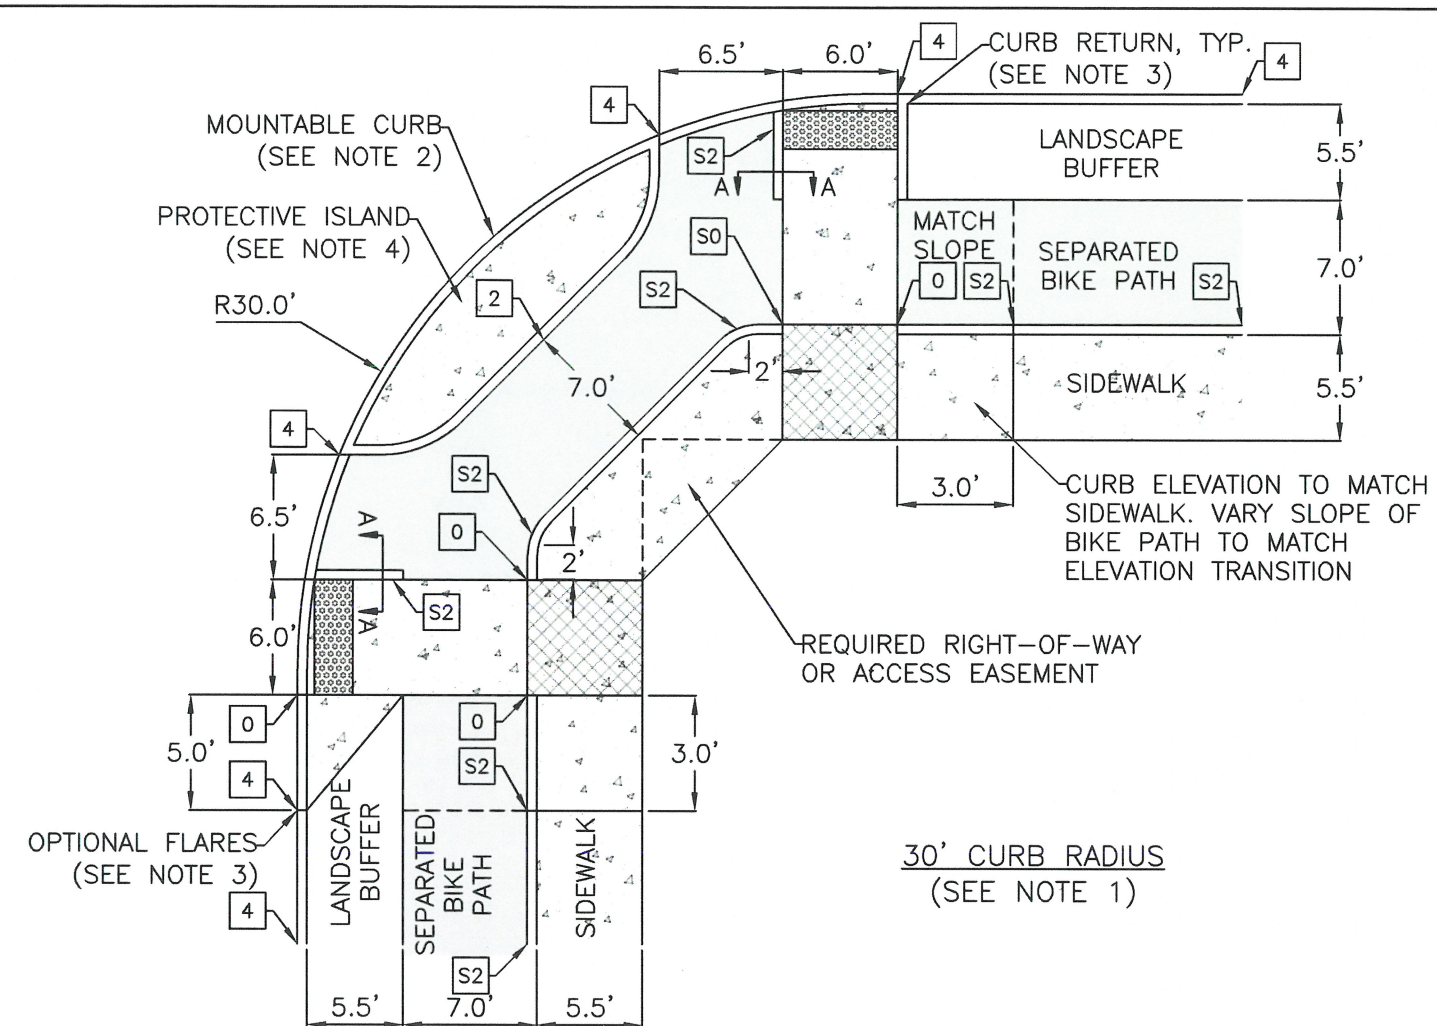 6.5'
6.0'
4
CURB RETURN, TYP.
(SEE NOTE 3)
4
4
MOUNTABLE CURB
(SEE NOTE 2)
S2
A
A
LANDSCAPE
BUFFER
5.5'
PROTECTIVE ISLAND
(SEE NOTE 4)
S0
MATCH
SLOPE
0
S2
SEPARATED
BIKE PATH
S2
7.0'
R30.0'
2
S2
7.0'
2'
SIDEWALK
5.5'
4
S2
3.0'
CURB ELEVATION TO MATCH
SIDEWALK. VARY SLOPE OF
BIKE PATH TO MATCH
ELEVATION TRANSITION
6.5'
A
0
2'
6.0'
A
S2
REQUIRED RIGHT-OF-WAY
OR ACCESS EASEMENT
0
0
5.0'
3.0'
4
S2
OPTIONAL FLARES
(SEE NOTE 3)
4
LANDSCAPE
BUFFER
SEPARATED
BIKE
PATH
SIDEWALK
S2
30' CURB RADIUS
(SEE NOTE 1)
5.5'
7.0'
5.5'